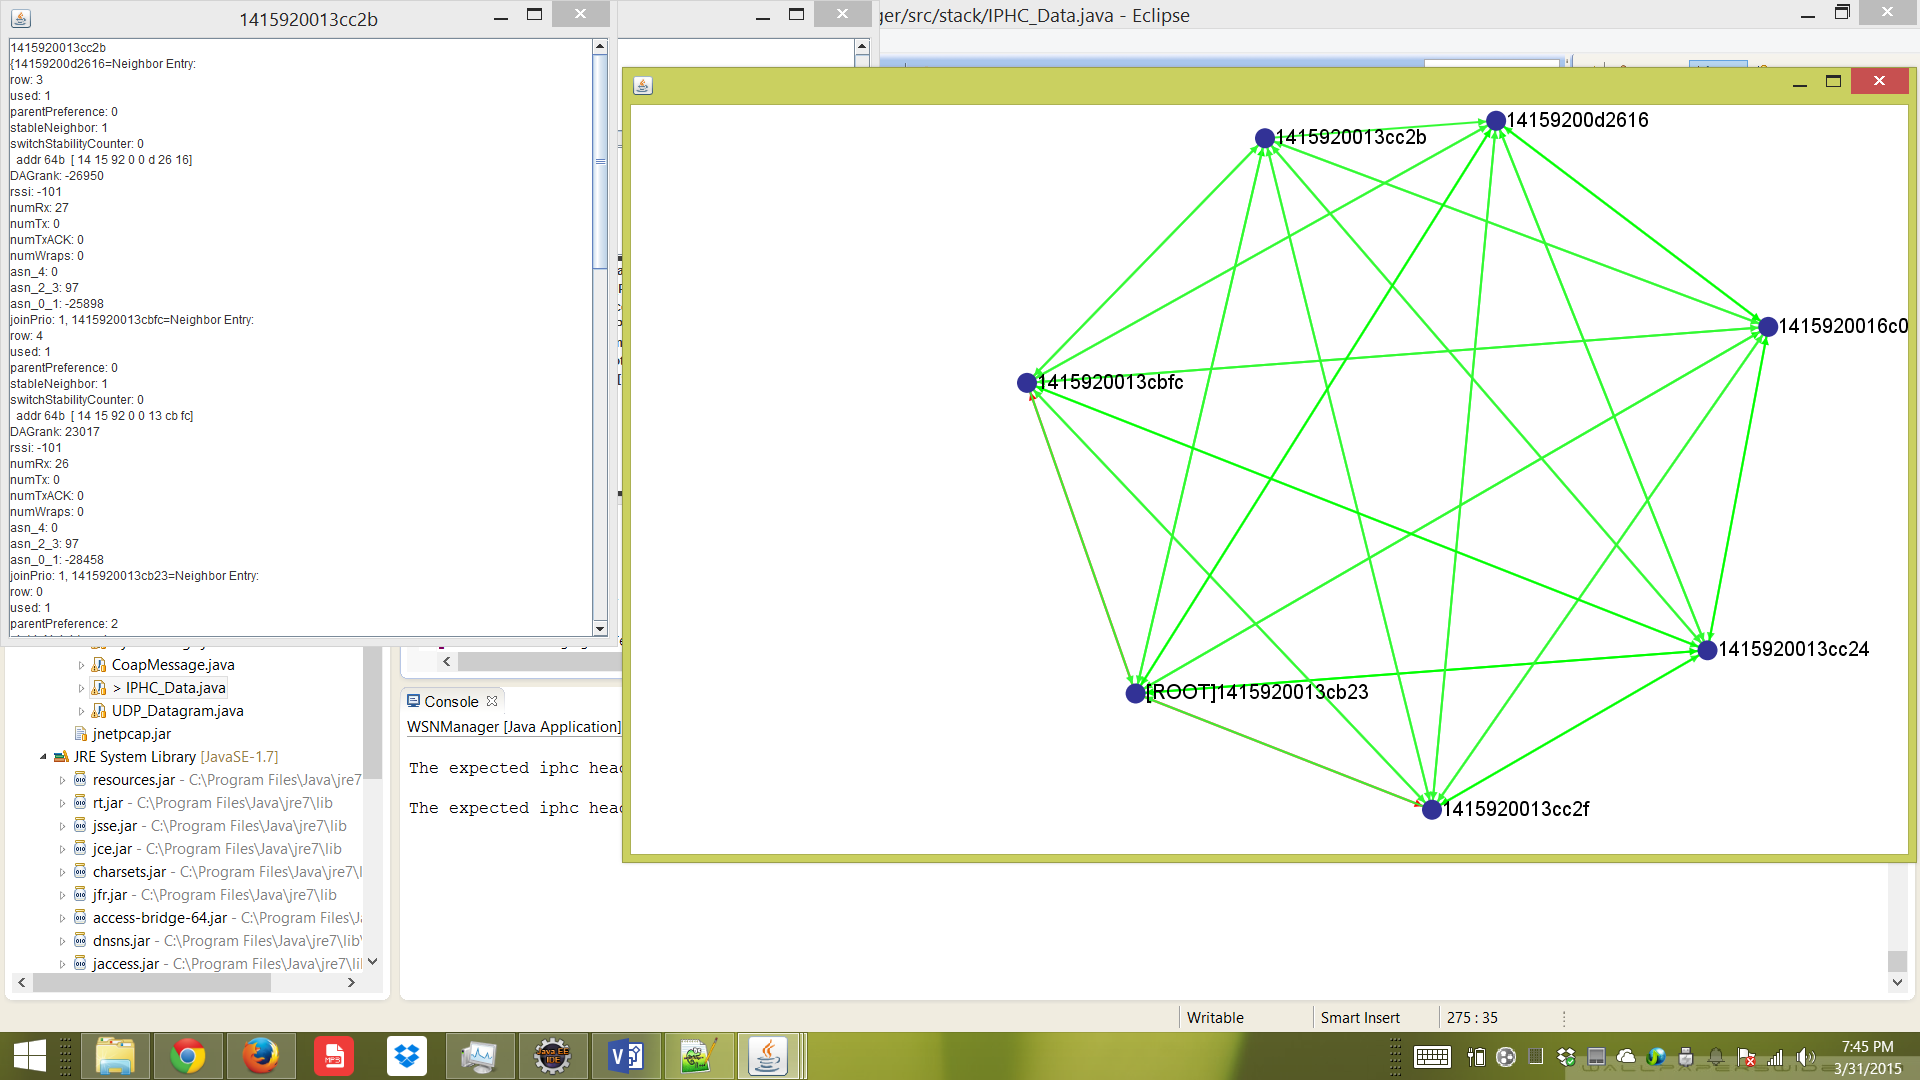 1415920013cc2b
ger/src/stack/IPHC_Data.java - Eclipse
1415920013cc2b
{14159200d2616=Neighbor Entry:
row: 3
used: 1
parentPreference: 0
stableNeighbor: 1
switchStabilityCounter: 0
addr 64b [ 14 15 92 0 0 d 26 16]
DAGrank: -26950
rssi: -101
numRx: 27
numTx: 0
numTxACK: 0
numWraps: 0
asn_4: 0
asn_2_3: 97
asn_0_1: -25898
joinPrio: 1, 1415920013cbfc=Neighbor Entry:
row: 4
used: 1
parentPreference: 0
stableNeighbor: 1
switchStabilityCounter: 0
addr 64b [ 14 15 92 0 0 13 cb fc]
DAGrank: 23017
rssi: -101
numRx: 26
numTx: 0
numTxACK: 0
numWraps: 0
asn_4: 0
asn_2_3: 97
asn_0_1: -28458
joinPrio: 1, 1415920013cb23=Neighbor Entry:
row: 0
used: 1
parentPreference: 2
14159200d2616
1415920013cc2b
1415920016c0
1415920013cbfc
1415920013cc24
[ROOT]1415920013cb23
1415920013cc2f
CoapMessage.java
> IPHC_Data.java
UDP_Datagram.java
jnetpcap.jar
JRE System Library [JavaSE-1.7]
resources.jar - C:\Program Files\Java\jre7
rt.jar - C:\Program Files\Java\jre7\lib
jsse.jar - C:\Program Files\Java\jre7\lib
jce.jar - C:\Program Files\Java\jre7\lib
charsets.jar - C:\Program Files\Java\jre7\l
jfr.jar - C:\Program Files\Java\jre7\lib
access-bridge-64.jar - C:\Program Files\Ja
dnsns.jar - C:\Program Files\Java\jre7\lib\
jaccess.jar - C:\Program Files\Java\jre7\li
Console
WSNManager [Java Application]
The expected iphc head
The expected iphc head
Writable
Smart Insert
275 : 35
7:45 PM
3/31/2015